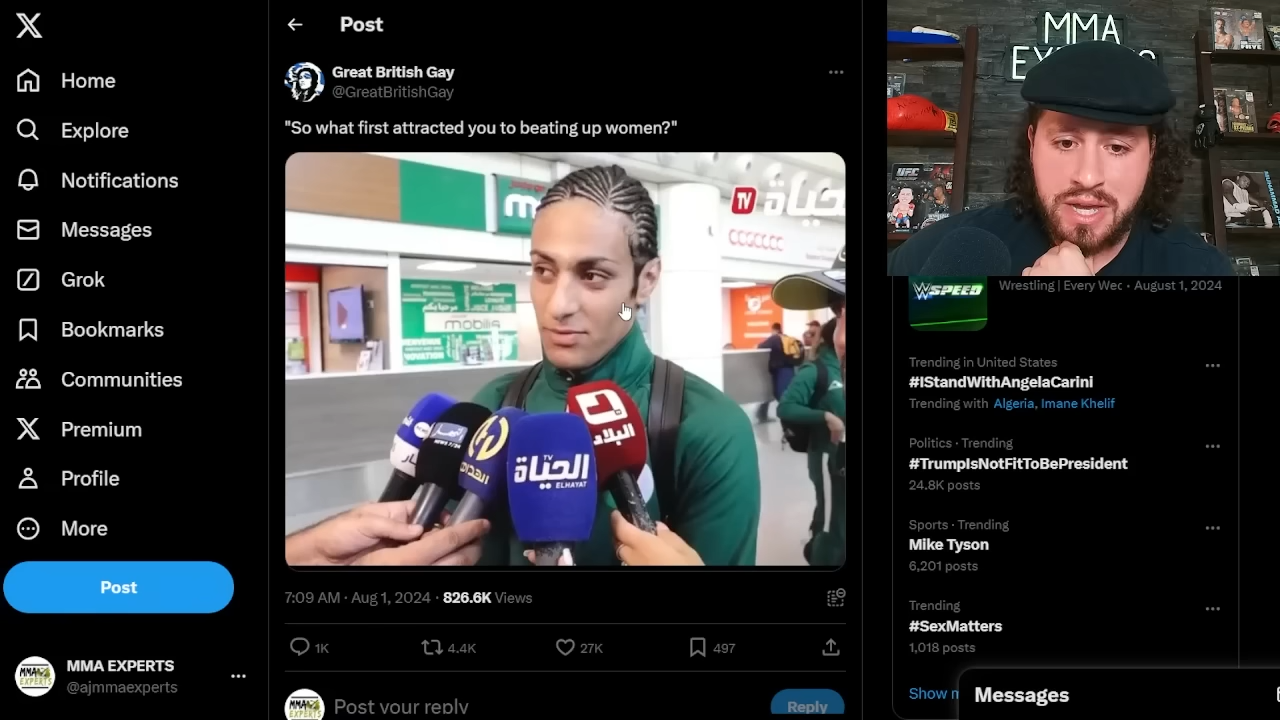 Home
Explore
Notifications
Messages
Grok
Bookmarks
Communities
Premium
Profile
More
Post
MMA EXPERTS
@ajmmaexperts
Post
Great British Gay
@GreatBritishGay
"So what first attracted you to beating up women?"
TV
mobilis
الحياة
TV
ELHAYAT
البلاد
7:09 AM · Aug 1, 2024 · 826.6K Views
1K
4.4K
27K
497
Post your reply
Reply
MMA
SPEED
Wrestling | Every Wec · August 1, 2024
Trending in United States
#IStandWithAngelaCarini
Trending with Algeria, Imane Khelif
Politics · Trending
#TrumpIsNotFitToBePresident
24.8K posts
Sports · Trending
Mike Tyson
6,201 posts
Trending
#SexMatters
1,018 posts
Show
Messages